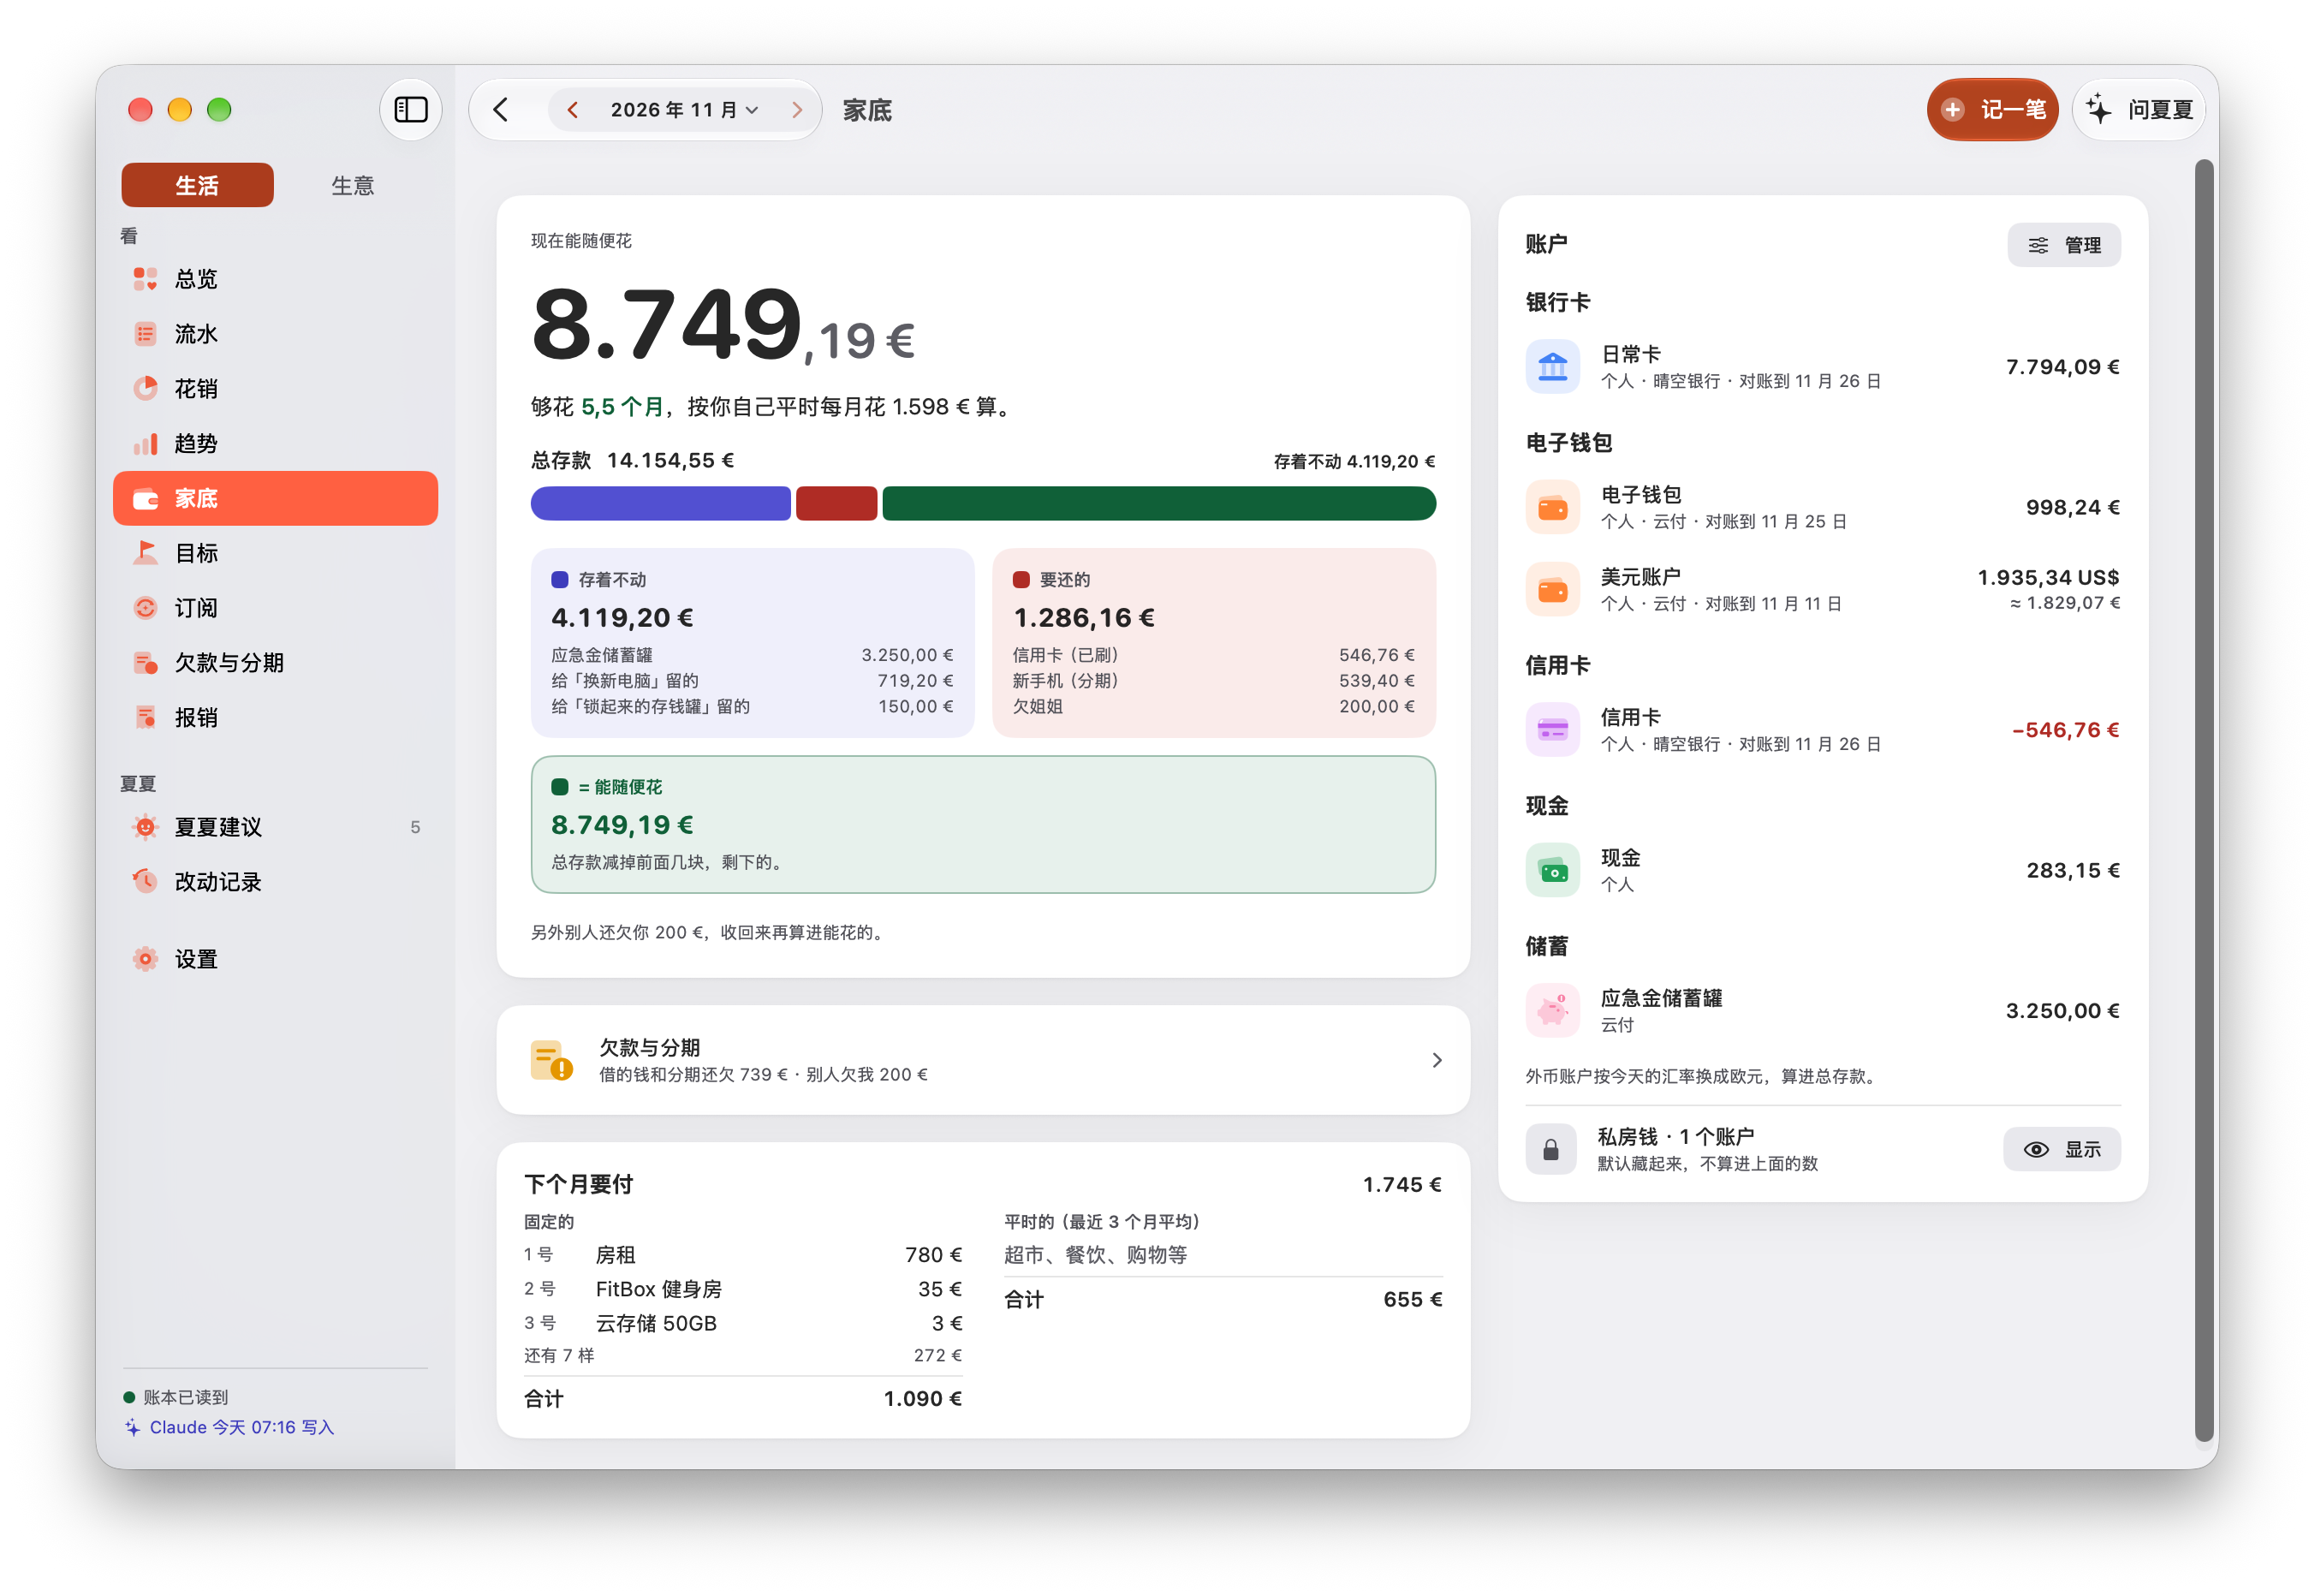 2026 年 11 月
家底
记一笔
问夏夏
生活
生意
看
总览
流水
花销
趋势
家底
目标
订阅
欠款与分期
报销
夏夏
夏夏建议 5
改动记录
设置
账本已读到
Claude 今天 07:16 写入
现在能随便花
8.749,19 €
够花 5,5 个月，按你自己平时每月花 1.598 € 算。
总存款 14.154,55 €
存着不动 4.119,20 €
存着不动
4.119,20 €
应急金储蓄罐 3.250,00 €
给「换新电脑」留的 719,20 €
给「锁起来的存钱罐」留的 150,00 €
要还的
1.286,16 €
信用卡（已刷） 546,76 €
新手机（分期） 539,40 €
欠姐姐 200,00 €
= 能随便花
8.749,19 €
总存款减掉前面几块，剩下的。
另外别人还欠你 200 €，收回来再算进能花的。
欠款与分期
借的钱和分期还欠 739 € · 别人欠我 200 €
下个月要付 1.745 €
固定的
1 号 房租 780 €
2 号 FitBox 健身房 35 €
3 号 云存储 50GB 3 €
还有 7 样 272 €
合计 1.090 €
平时的（最近 3 个月平均）
超市、餐饮、购物等
合计 655 €
账户
管理
银行卡
日常卡
个人 · 晴空银行 · 对账到 11 月 26 日
7.794,09 €
电子钱包
电子钱包
个人 · 云付 · 对账到 11 月 25 日
998,24 €
美元账户
个人 · 云付 · 对账到 11 月 11 日
1.935,34 US$
≈ 1.829,07 €
信用卡
信用卡
个人 · 晴空银行 · 对账到 11 月 26 日
−546,76 €
现金
现金
个人
283,15 €
储蓄
应急金储蓄罐
云付
3.250,00 €
外币账户按今天的汇率换成欧元，算进总存款。
私房钱 · 1 个账户
默认藏起来，不算进上面的数
显示